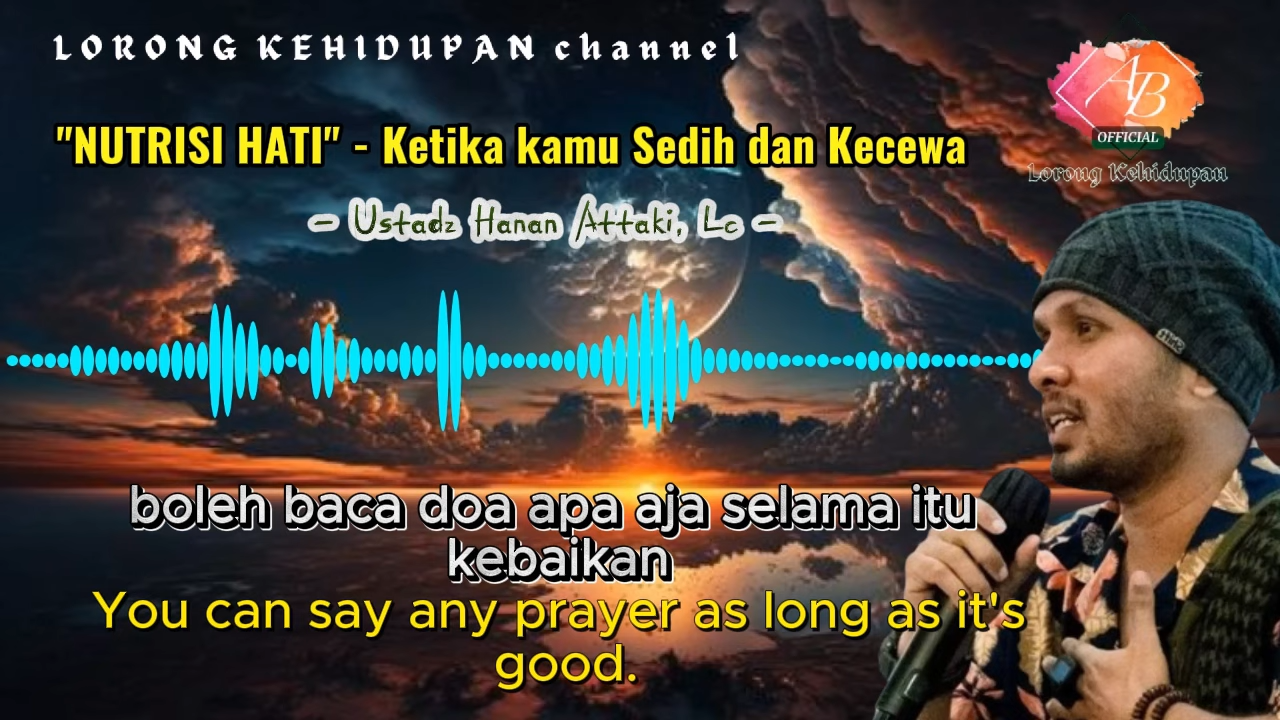 LORONG KEHIDUPAN channel
AB
OFFICIAL
Lorong Kehidupan
"NUTRISI HATI" - Ketika kamu Sedih dan Kecewa
- Ustadz Hanan Attaki, Lc -
boleh baca doa apa aja selama itu
kebaikan
You can say any prayer as long as it's
good.